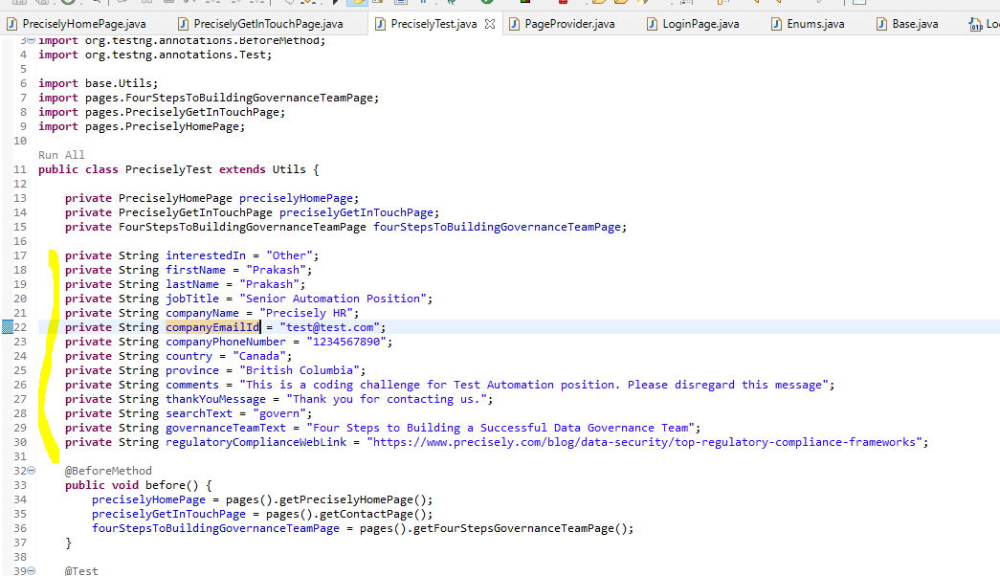 PreciselyHomePage.java PreciselyGetInTouchPage.java PreciselyTest.java PageProvider.java LoginPage.java Enums.java Base.java
3 import org.testng.annotations.BeforeMethod;
4 import org.testng.annotations.Test;
5
6 import base.Utils;
7 import pages.FourStepsToBuildingGovernanceTeamPage;
8 import pages.PreciselyGetInTouchPage;
9 import pages.PreciselyHomePage;
10
Run All
11 public class PreciselyTest extends Utils {
12
13 private PreciselyHomePage preciselyHomePage;
14 private PreciselyGetInTouchPage preciselyGetInTouchPage;
15 private FourStepsToBuildingGovernanceTeamPage fourStepsToBuildingGovernanceTeamPage;
16
17 private String interestedIn = "Other";
18 private String firstName = "Prakash";
19 private String lastName = "Prakash";
20 private String jobTitle = "Senior Automation Position";
21 private String companyName = "Precisely HR";
22 private String companyEmailId = "test@test.com";
23 private String companyPhoneNumber = "1234567890";
24 private String country = "Canada";
25 private String province = "British Columbia";
26 private String comments = "This is a coding challenge for Test Automation position. Please disregard this message";
27 private String thankYouMessage = "Thank you for contacting us.";
28 private String searchText = "govern";
29 private String governanceTeamText = "Four Steps to Building a Successful Data Governance Team";
30 private String regulatoryComplianceWebLink = "https://www.precisely.com/blog/data-security/top-regulatory-compliance-frameworks";
31
32 @BeforeMethod
33 public void before() {
34 preciselyHomePage = pages().getPreciselyHomePage();
35 preciselyGetInTouchPage = pages().getContactPage();
36 fourStepsToBuildingGovernanceTeamPage = pages().getFourStepsGovernanceTeamPage();
37 }
38
39 @Test